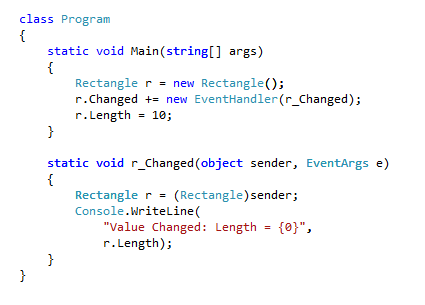 class Program
{
    static void Main(string[] args)
    {
        Rectangle r = new Rectangle();
        r.Changed += new EventHandler(r_Changed);
        r.Length = 10;
    }

    static void r_Changed(object sender, EventArgs e)
    {
        Rectangle r = (Rectangle)sender;
        Console.WriteLine(
            "Value Changed: Length = {0}",
            r.Length);
    }
}